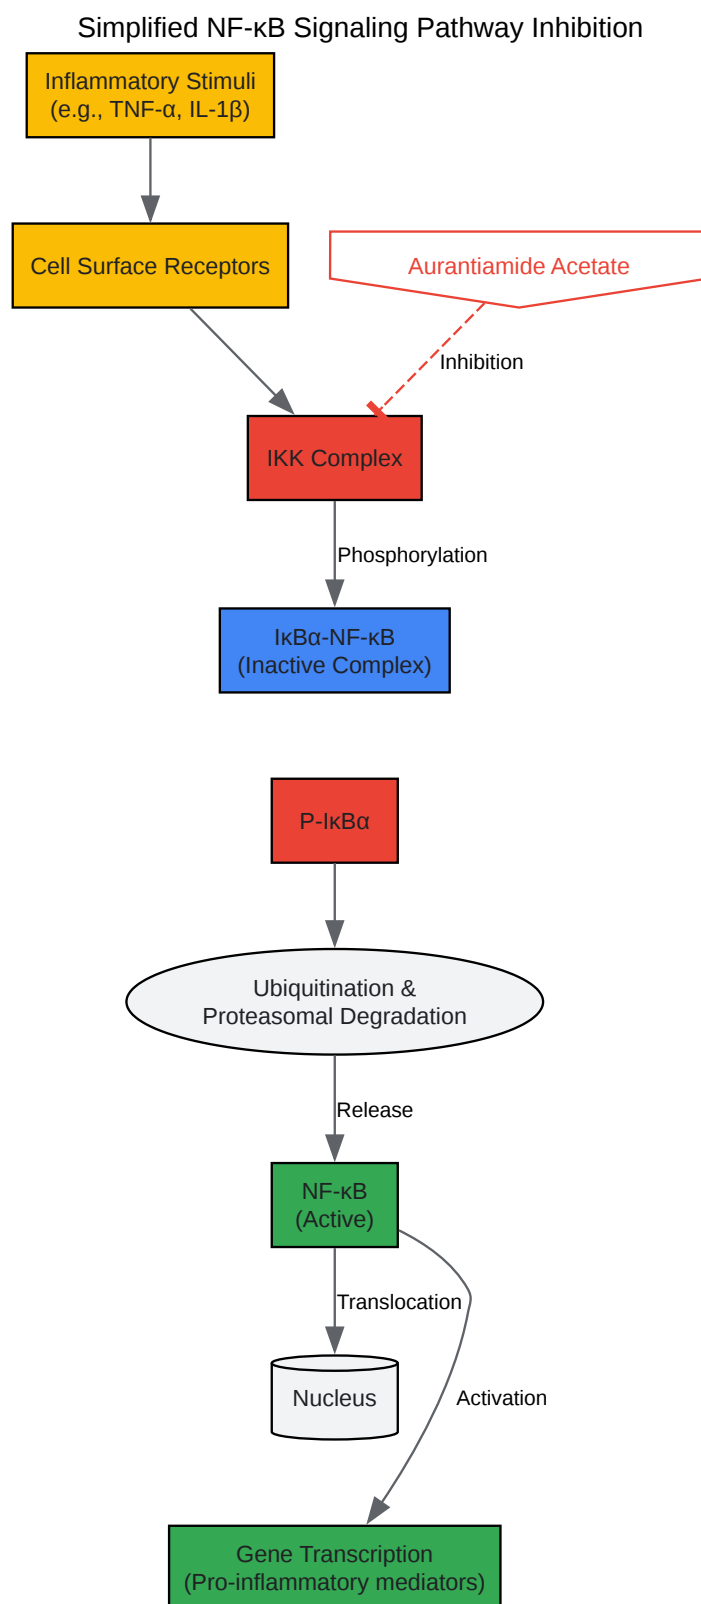 Simplified NF-κB Signaling Pathway Inhibition
Inflammatory Stimuli
(e.g., TNF-α, IL-1β)
Cell Surface Receptors
Aurantiamide Acetate
Inhibition
IKK Complex
Phosphorylation
IκBα-NF-κB
(Inactive Complex)
P-IκBα
Ubiquitination &
Proteasomal Degradation
Release
NF-κB
(Active)
Translocation
Nucleus
Activation
Gene Transcription
(Pro-inflammatory mediators)